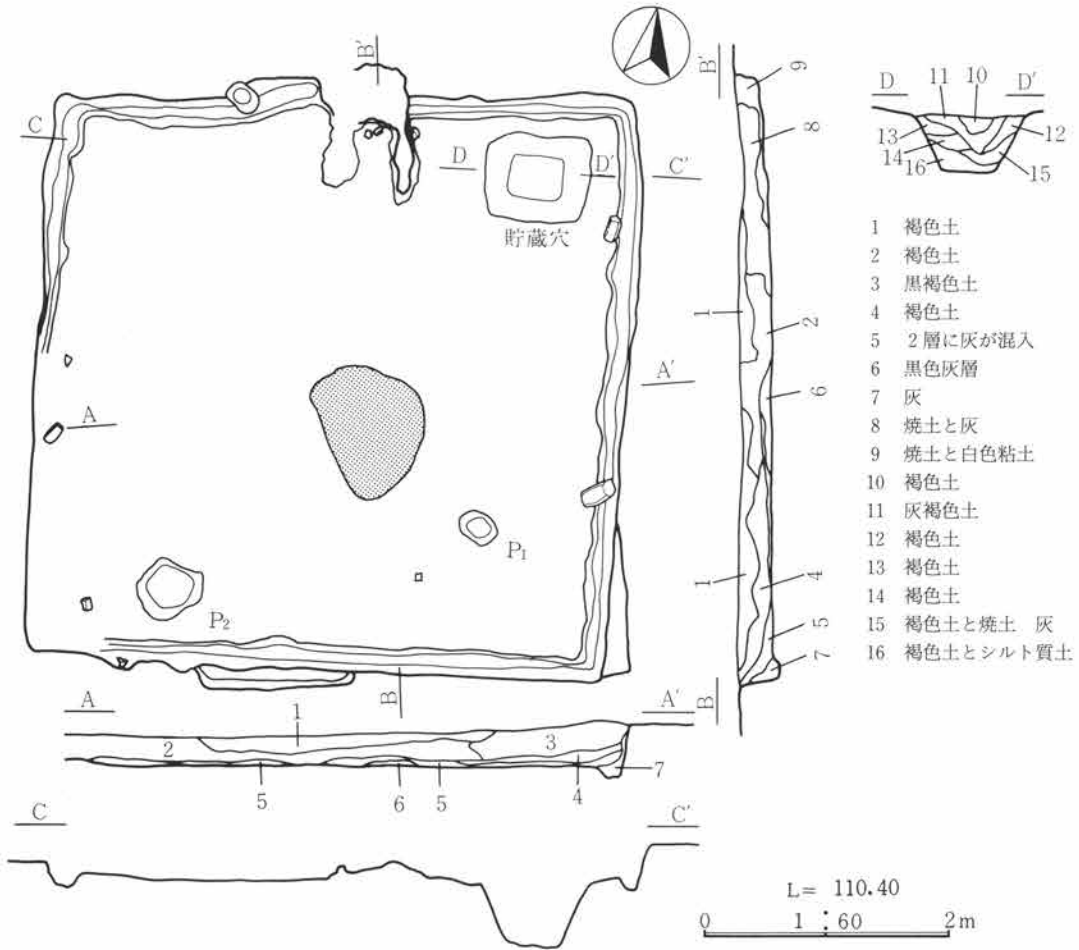 B'
C
D
D'
C'
貯蔵穴
A'
A
P1
P2
B
B'
9
8
1
2
6
1
4
5
7
B
D
11
10
D'
13
12
14
16
15
1 褐色土
2 褐色土
3 黒褐色土
4 褐色土
5 2層に灰が混入
6 黒色灰層
7 灰
8 焼土と灰
9 焼土と白色粘土
10 褐色土
11 灰褐色土
12 褐色土
13 褐色土
14 褐色土
15 褐色土と焼土 灰
16 褐色土とシルト質土
A
A'
1
2
3
5
6
5
4
7
C
C'
L= 110.40
0 1:60 2m